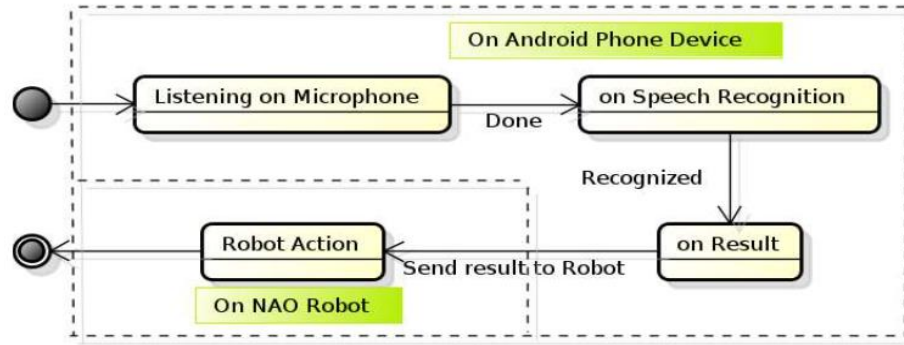 On Android Phone Device
Listening on Microphone
on Speech Recognition
Done
Recognized
on Result
Send result to Robot
Robot Action
On NAO Robot